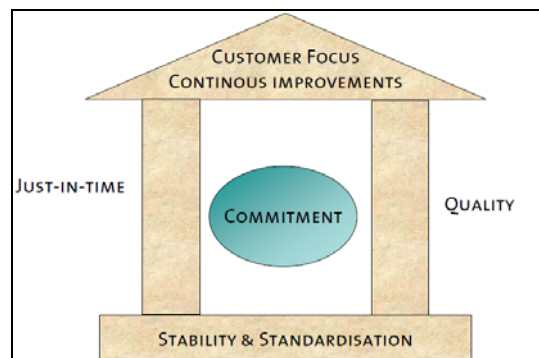 CUSTOMER FOCUS
CONTINOUS IMPROVEMENTS
JUST-IN-TIME
COMMITMENT
QUALITY
STABILITY & STANDARDISATION